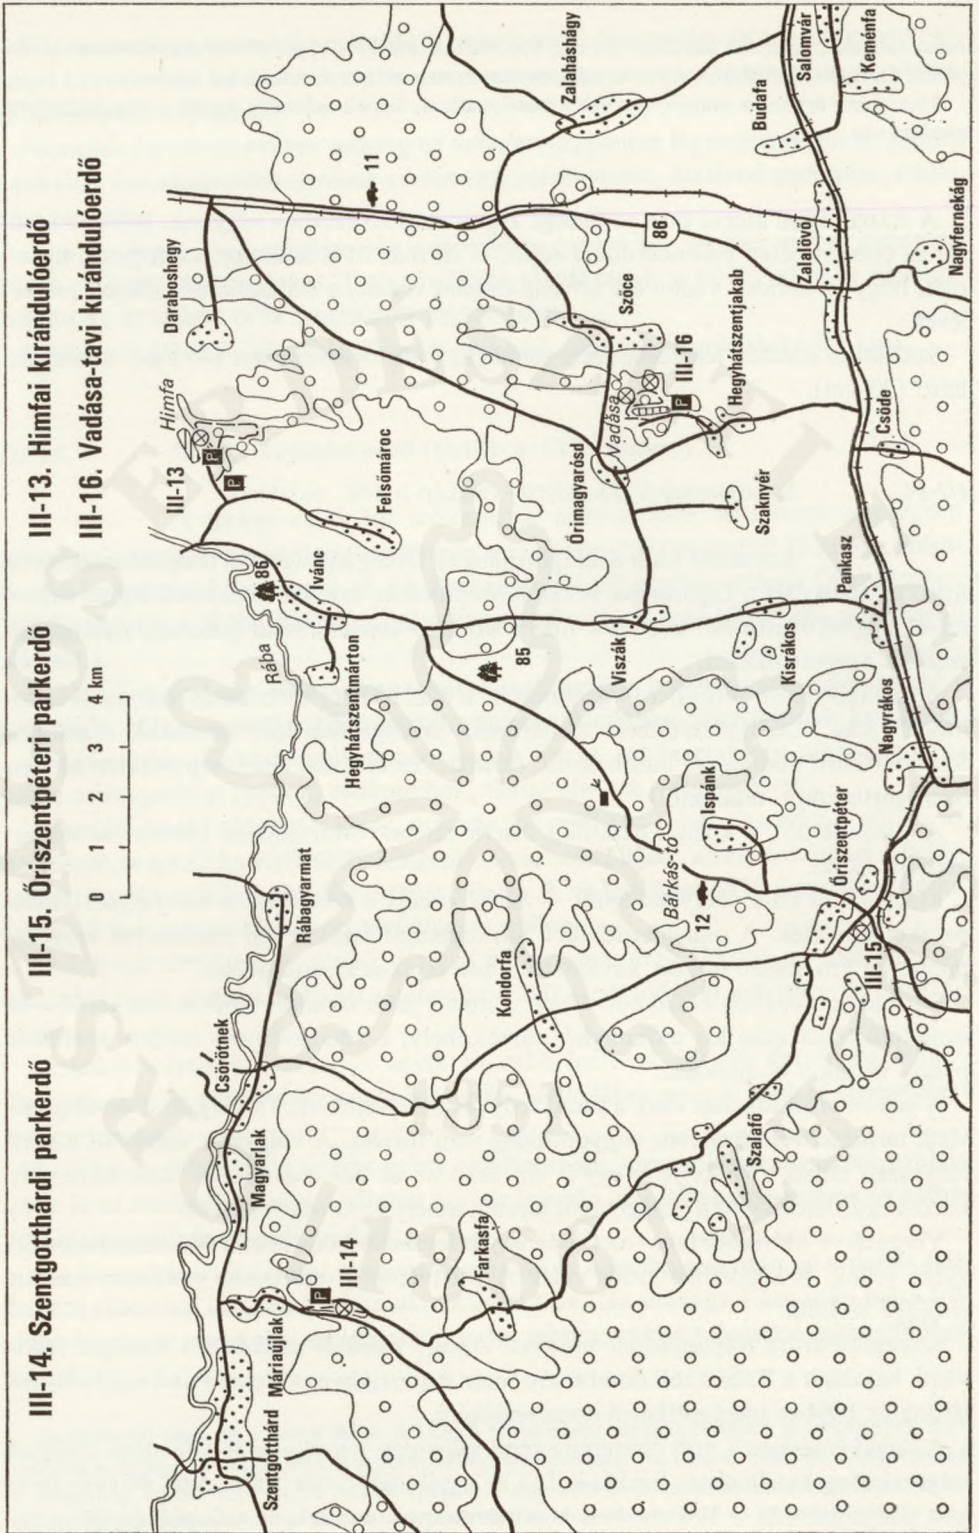 III-14. Szentgotthárdi parkerdő
III-15. Őriszentpéteri parkerdő
III-13. Himfai kirándulóerdő
III-16. Vadása-tavi kirándulóerdő
0 1 2 3 4 km
Szentgotthárd
Máriaújlak
P
III-14
Magyarlak
Csörötnek
Rábagyarmat
Rába
Hegyhátszentmárton
86
Ivánc
III-13
Himfa
P
P
Felsőmaroc
Daraboshegy
11
Farkasfa
Kondorfa
85
Viszák
Őrimagyarósd
Vadása
P
III-16
Szőce
Zalaháshágy
86
Szalafő
12
Bárkás-tó
Ispánk
Kisrákos
Szaknyér
Hegyhátszentjakab
Zalalövő
Budafa
Salomvár
Keménfa
III-15
Őriszentpéter
Nagyrákos
Pankasz
Csöde
Nagyfernekág